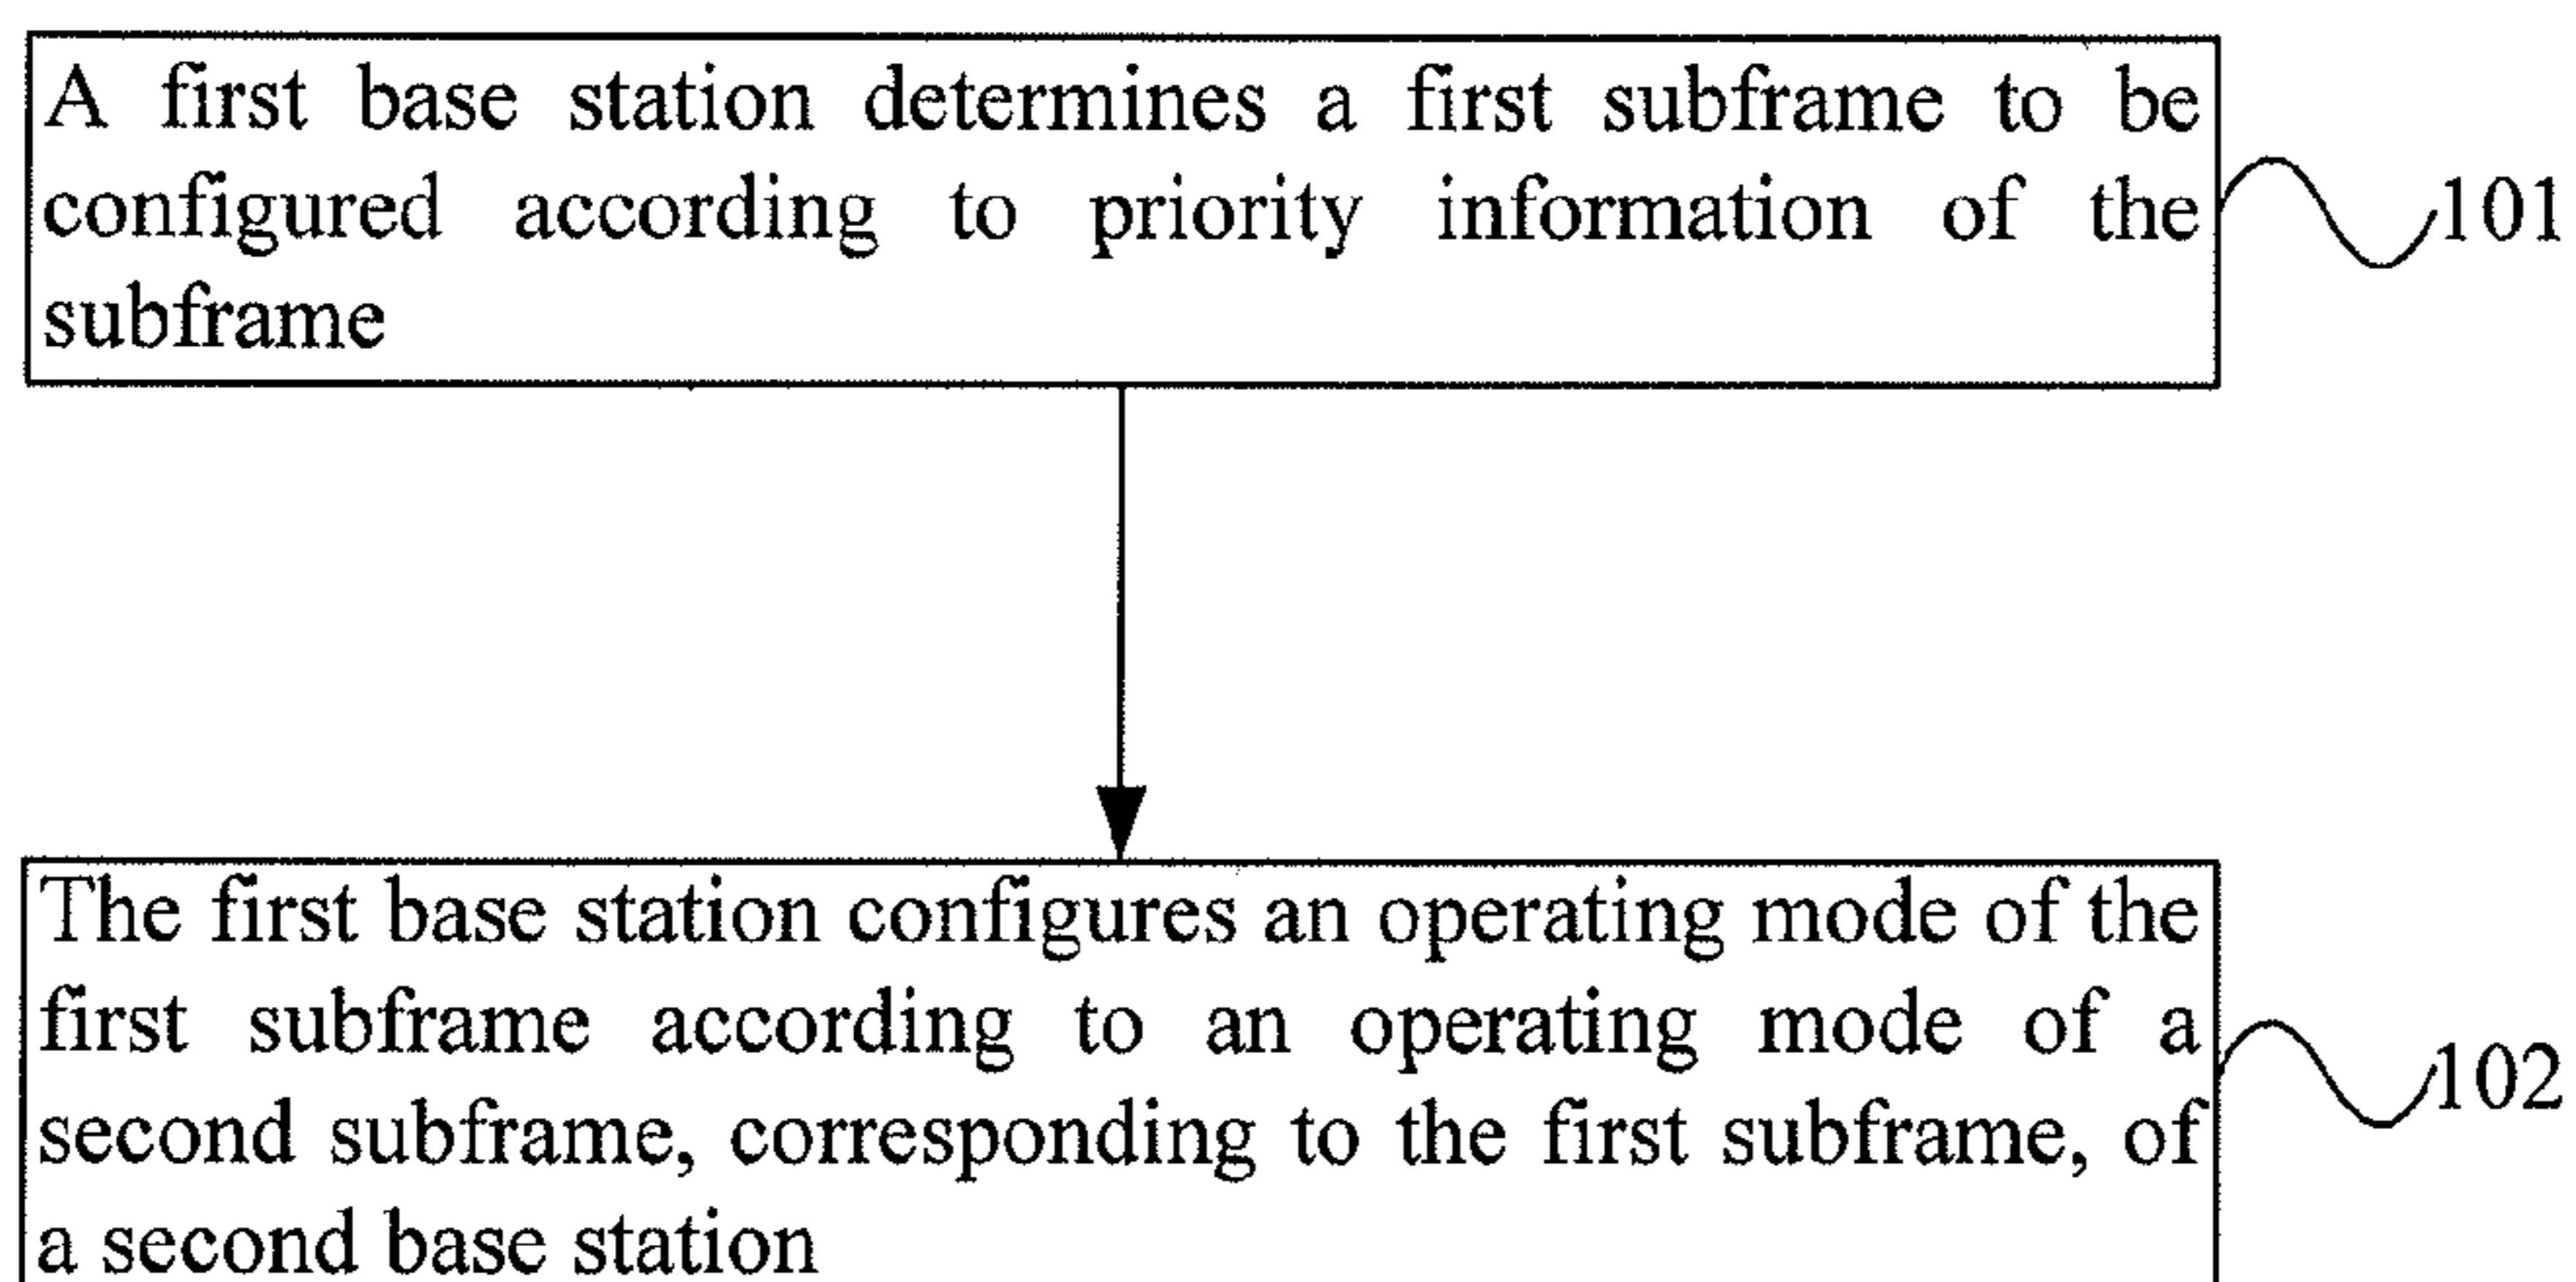 A first base station determines a first subframe to be
configured according to priority information of the
subframe
101
The first base station configures an operating mode of the
first subframe according to an operating mode of a
second subframe, corresponding to the first subframe, of
a second base station
102